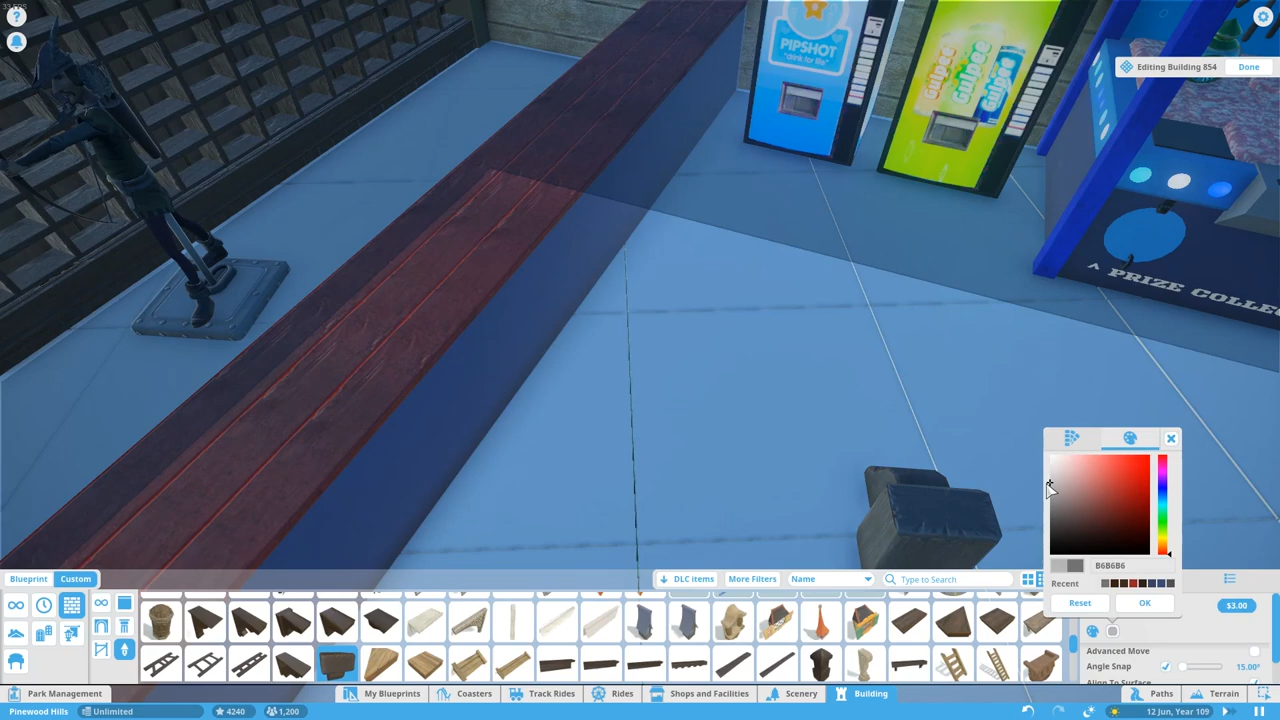 33 FPS
Editing Building 854 Done
PIPSHOT
"drink for life"
Gulpee
Gulpee
Gulpee
A PRIZE COLLE
B6B6B6
Recent
Reset OK
Blueprint Custom
DLC items More Filters Name Type to Search
$3.00
Advanced Move
Angle Snap 15.00°
Align To Surface
Park Management My Blueprints Coasters Track Rides Rides Shops and Facilities Scenery Building Paths Terrain
Pinewood Hills Unlimited 4240 1,200 12 Jun, Year 109